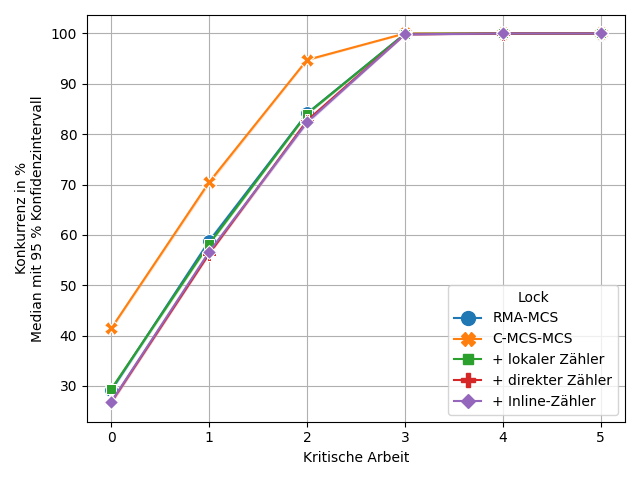 100
90
80
70
60
50
40
30
Konkurrenz in %
Median mit 95 % Konfidenzintervall
0 1 2 3 4 5
Kritische Arbeit
Lock
RMA-MCS
C-MCS-MCS
+ lokaler Zähler
+ direkter Zähler
+ Inline-Zähler